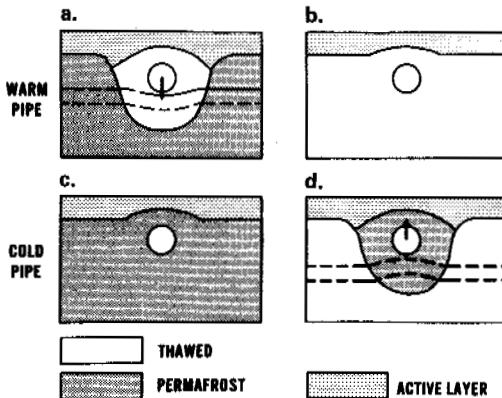 a.
b.
WARM
PIPE
c.
d.
COLD
PIPE
THAWED
PERMAFROST
ACTIVE LAYER